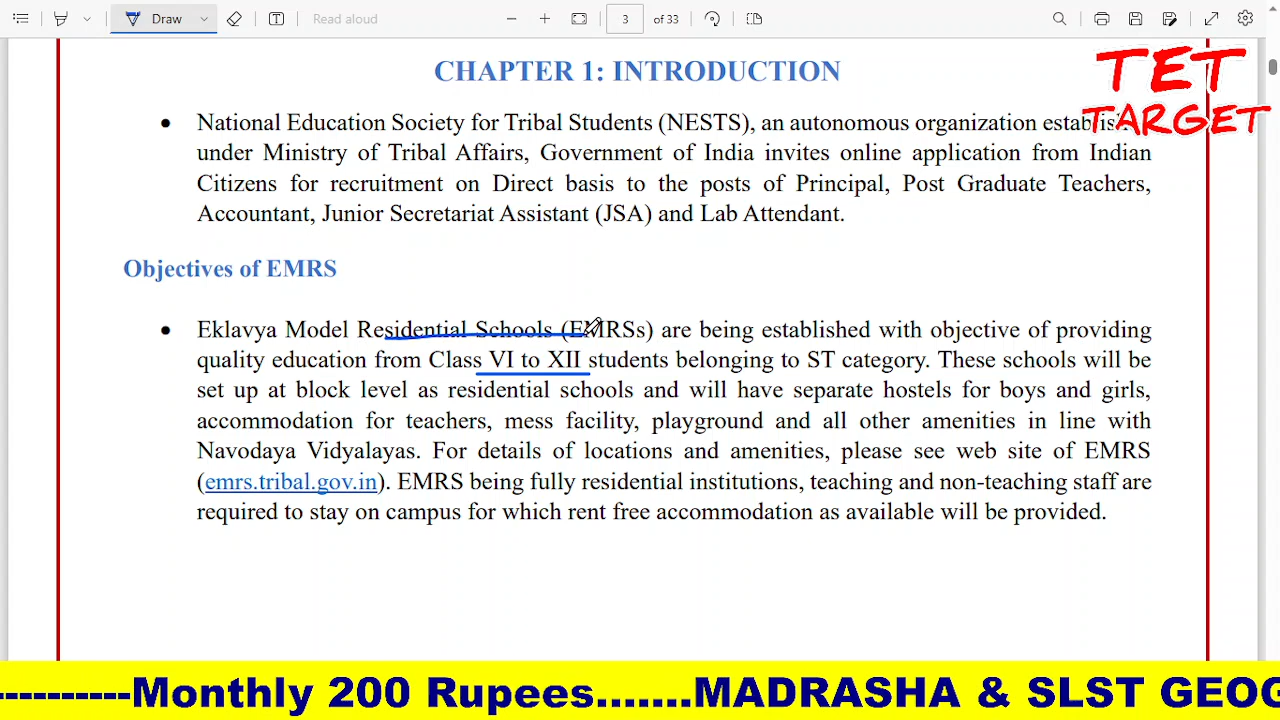 Draw
Read aloud
3 of 33
TET
TARGET
CHAPTER 1: INTRODUCTION
• National Education Society for Tribal Students (NESTS), an autonomous organization
under Ministry of Tribal Affairs, Government of India invites online application from Indian
Citizens for recruitment on Direct basis to the posts of Principal, Post Graduate Teachers,
Accountant, Junior Secretariat Assistant (JSA) and Lab Attendant.
Objectives of EMRS
• Eklavya Model Residential Schools (EMRSs) are being established with objective of providing
quality education from Class VI to XII students belonging to ST category. These schools will be
set up at block level as residential schools and will have separate hostels for boys and girls,
accommodation for teachers, mess facility, playground and all other amenities in line with
Navodaya Vidyalayas. For details of locations and amenities, please see web site of EMRS
(emrs.tribal.gov.in). EMRS being fully residential institutions, teaching and non-teaching staff are
required to stay on campus for which rent free accommodation as available will be provided.
----------Monthly 200 Rupees.......MADRASHA & SLST GEOG